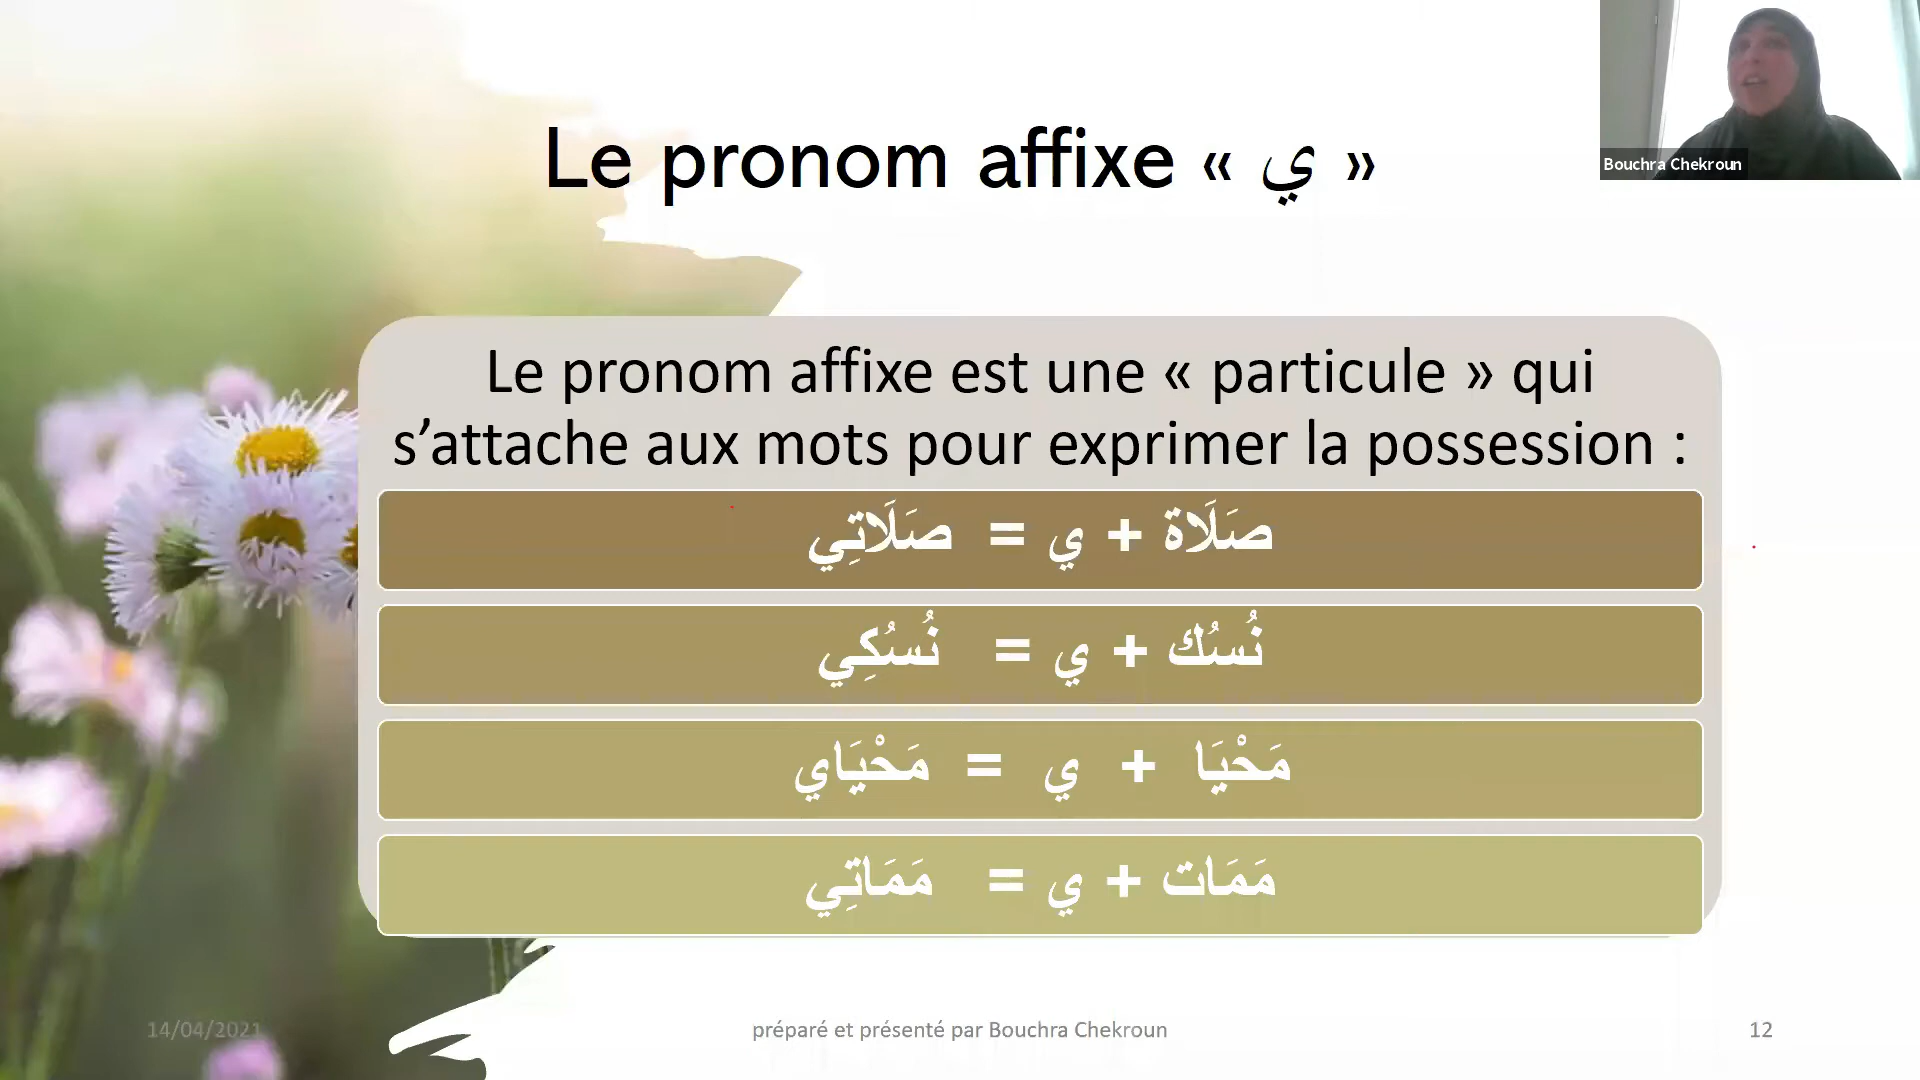 Bouchra Chekroun
Le pronom affixe « ي »
Le pronom affixe est une « particule » qui
s’attache aux mots pour exprimer la possession :
صَلَاة + ي = صَلَاتِي
نُسُك + ي = نُسُكِي
مَحْيَا + ي = مَحْيَاي
مَمَات + ي = مَمَاتِي
14/04/2021
préparé et présenté par Bouchra Chekroun
12